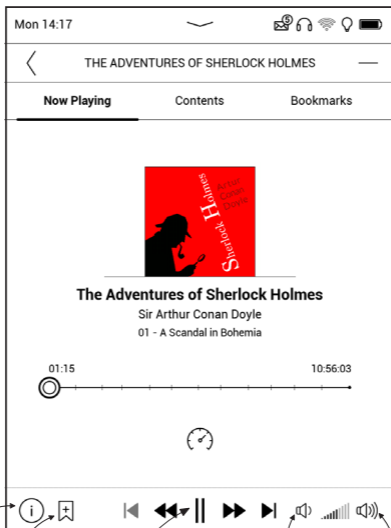 Mon 14:17
5
THE ADVENTURES OF SHERLOCK HOLMES
Now Playing
Contents
Bookmarks
Artur
Conan
Doyle
Sherlock Holmes
The Adventures of Sherlock Holmes
Sir Arthur Conan Doyle
01 - A Scandal in Bohemia
01:15
10:56:03